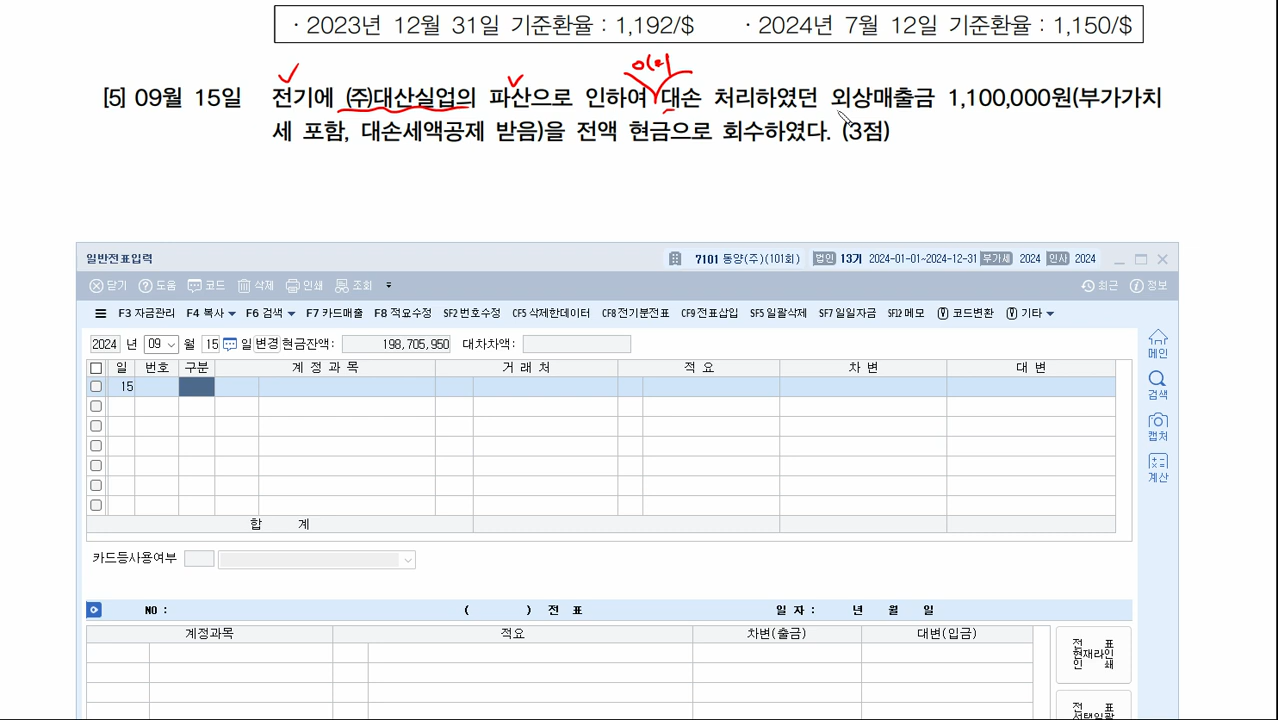 · 2023년 12월 31일 기준환율 : 1,192/$ · 2024년 7월 12일 기준환율 : 1,150/$
이미
[5] 09월 15일 전기에 ㈜대산실업의 파산으로 인하여 대손 처리하였던 외상매출금 1,100,000원(부가가치
세 포함, 대손세액공제 받음)을 전액 현금으로 회수하였다. (3점)
일반전표입력 7101 동양(주)(101회) 법인 13기 2024-01-01~2024-12-31 부가세 2024 인사 2024
닫기 도움 코드 삭제 인쇄 조회 최근 정보
F3 자금관리 F4 복사 F6 검색 F7 카드매출 F8 적요수정 SF2 번호수정 CF5 삭제한데이터 CF8 전기분전표 CF9 전표삽입 SF5 일괄삭제 SF7 일일자금 SF12 메모 코드변환 기타
2024 년 09 월 15 일 변경 현금잔액: 198,705,950 대차차액:
일 번호 구분 계 정 과 목 거 래 처 적 요 차 변 대 변
15
합 계
카드등사용여부
메인
검색
캡처
계산
NO : ( ) 전 표 일 자 : 년 월 일
계정과목 적요 차변(출금) 대변(입금)
전 표
현재라인
인 쇄
전 표
선택일괄